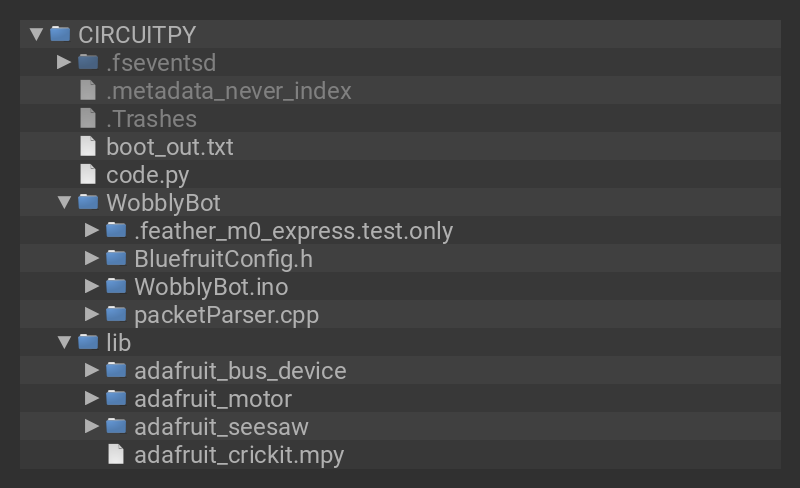 CIRCUITPY
.fseventsd
.metadata_never_index
.Trashes
boot_out.txt
code.py
WobblyBot
.feather_m0_express.test.only
BluefruitConfig.h
WobblyBot.ino
packetParser.cpp
lib
adafruit_bus_device
adafruit_motor
adafruit_seesaw
adafruit_crickit.mpy